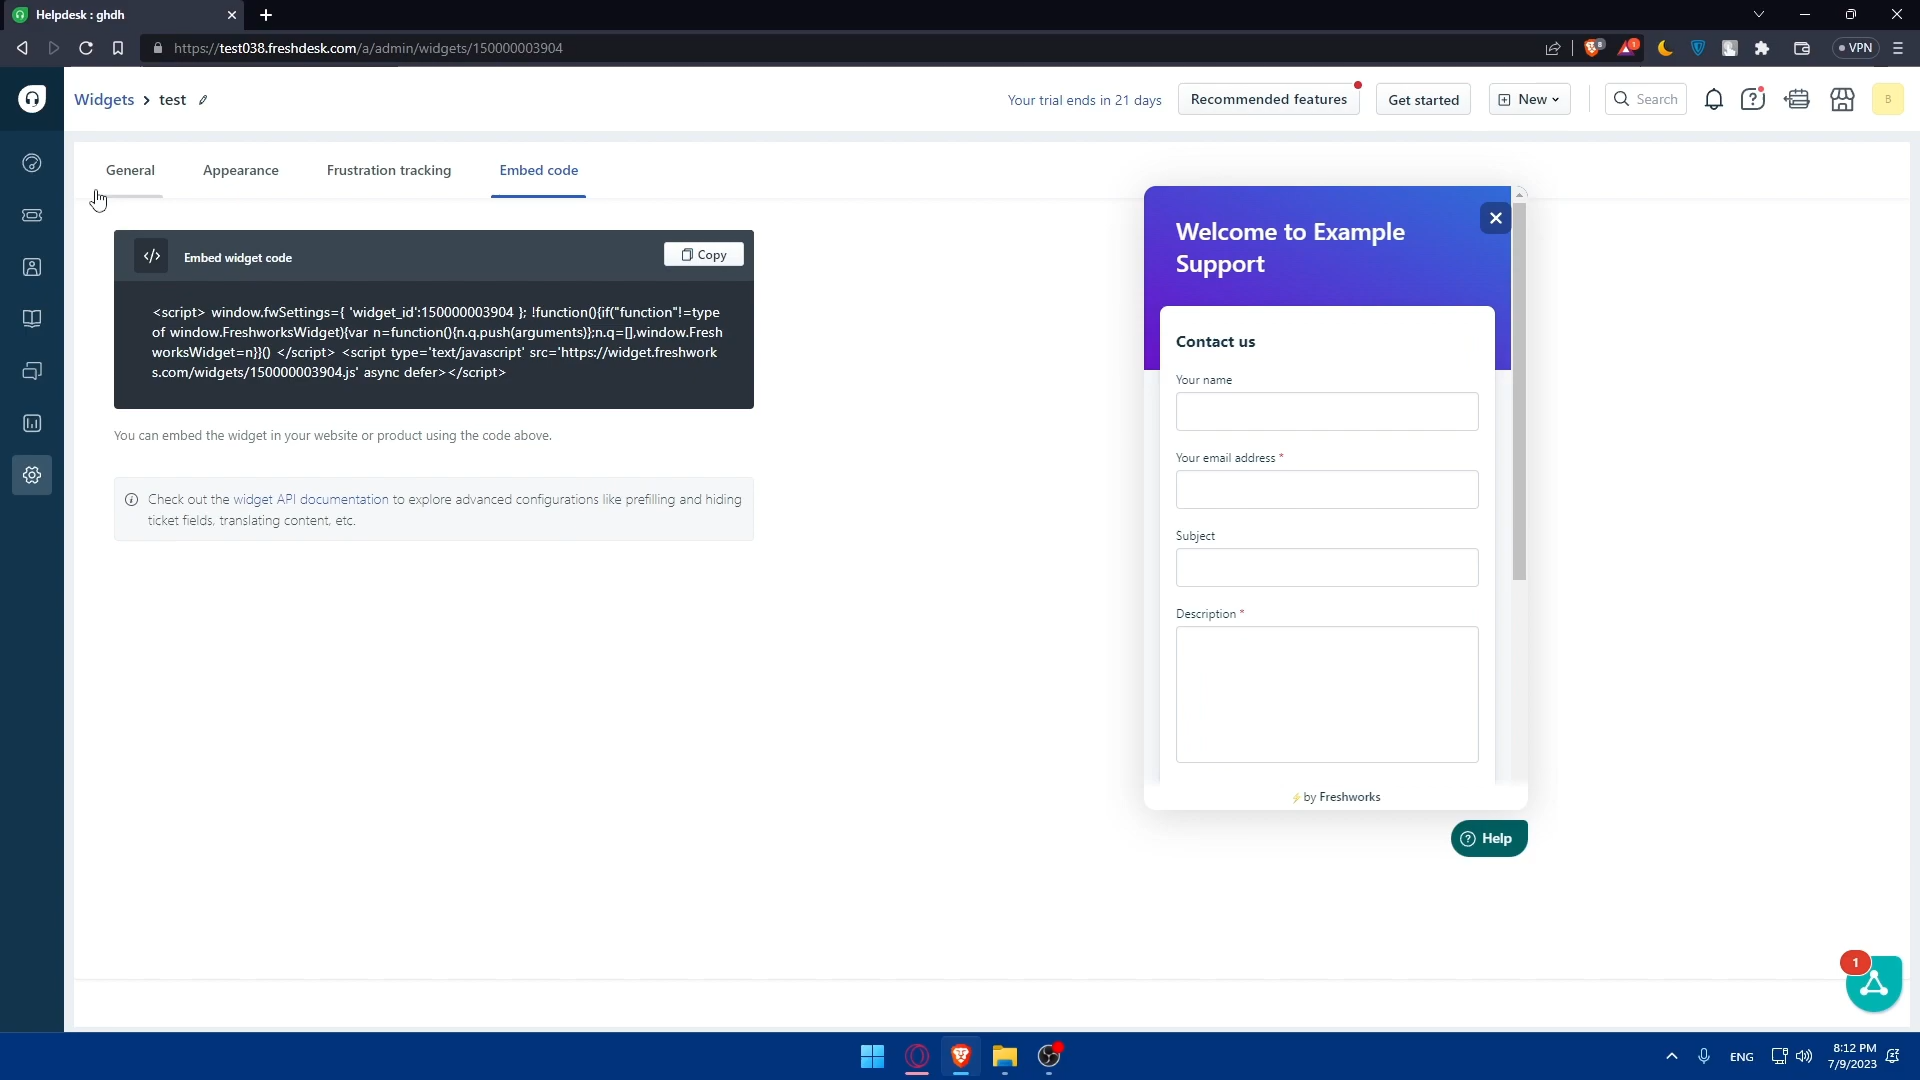 Helpdesk : ghdh
https://test038.freshdesk.com/a/admin/widgets/150000003904
8
1
VPN
Widgets > test
Your trial ends in 21 days
Recommended features
Get started
New
Search
B
General
Appearance
Frustration tracking
Embed code
</> Embed widget code
Copy
<script> window.fwSettings={ 'widget_id':150000003904 }; !function(){if("function"!=type
of window.FreshworksWidget){var n=function(){n.q.push(arguments)};n.q=[],window.Fresh
worksWidget=n}}() </script> <script type='text/javascript' src='https://widget.freshwork
s.com/widgets/150000003904.js' async defer></script>
You can embed the widget in your website or product using the code above.
Check out the widget API documentation to explore advanced configurations like prefilling and hiding
ticket fields, translating content, etc.
Welcome to Example
Support
Contact us
Your name
Your email address *
Subject
Description *
by Freshworks
Help
1
ENG
8:12 PM
7/9/2023